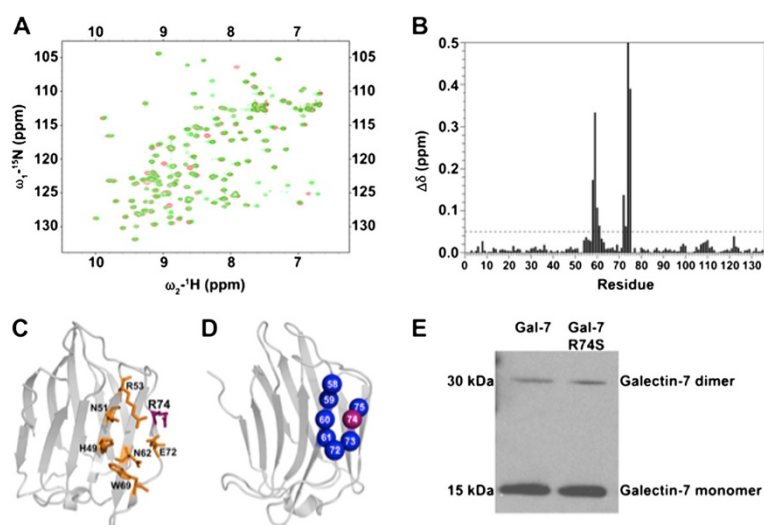 A
10 9 8 7
105 105
110 110
115 115
120 120
125 125
130 130
10 9 8 7
ω₁-¹⁵N (ppm)
ω₂-¹H (ppm)
B
0.5
0.4
0.3
0.2
0.1
0.0
Δδ (ppm)
0 10 20 30 40 50 60 70 80 90 100 110 120 130
Residue
C
R53
N51
R74
H49
N62
E72
W69
D
58
59
75
60
74
61
73
72
E
Gal-7 Gal-7
R74S
30 kDa Galectin-7 dimer
15 kDa Galectin-7 monomer